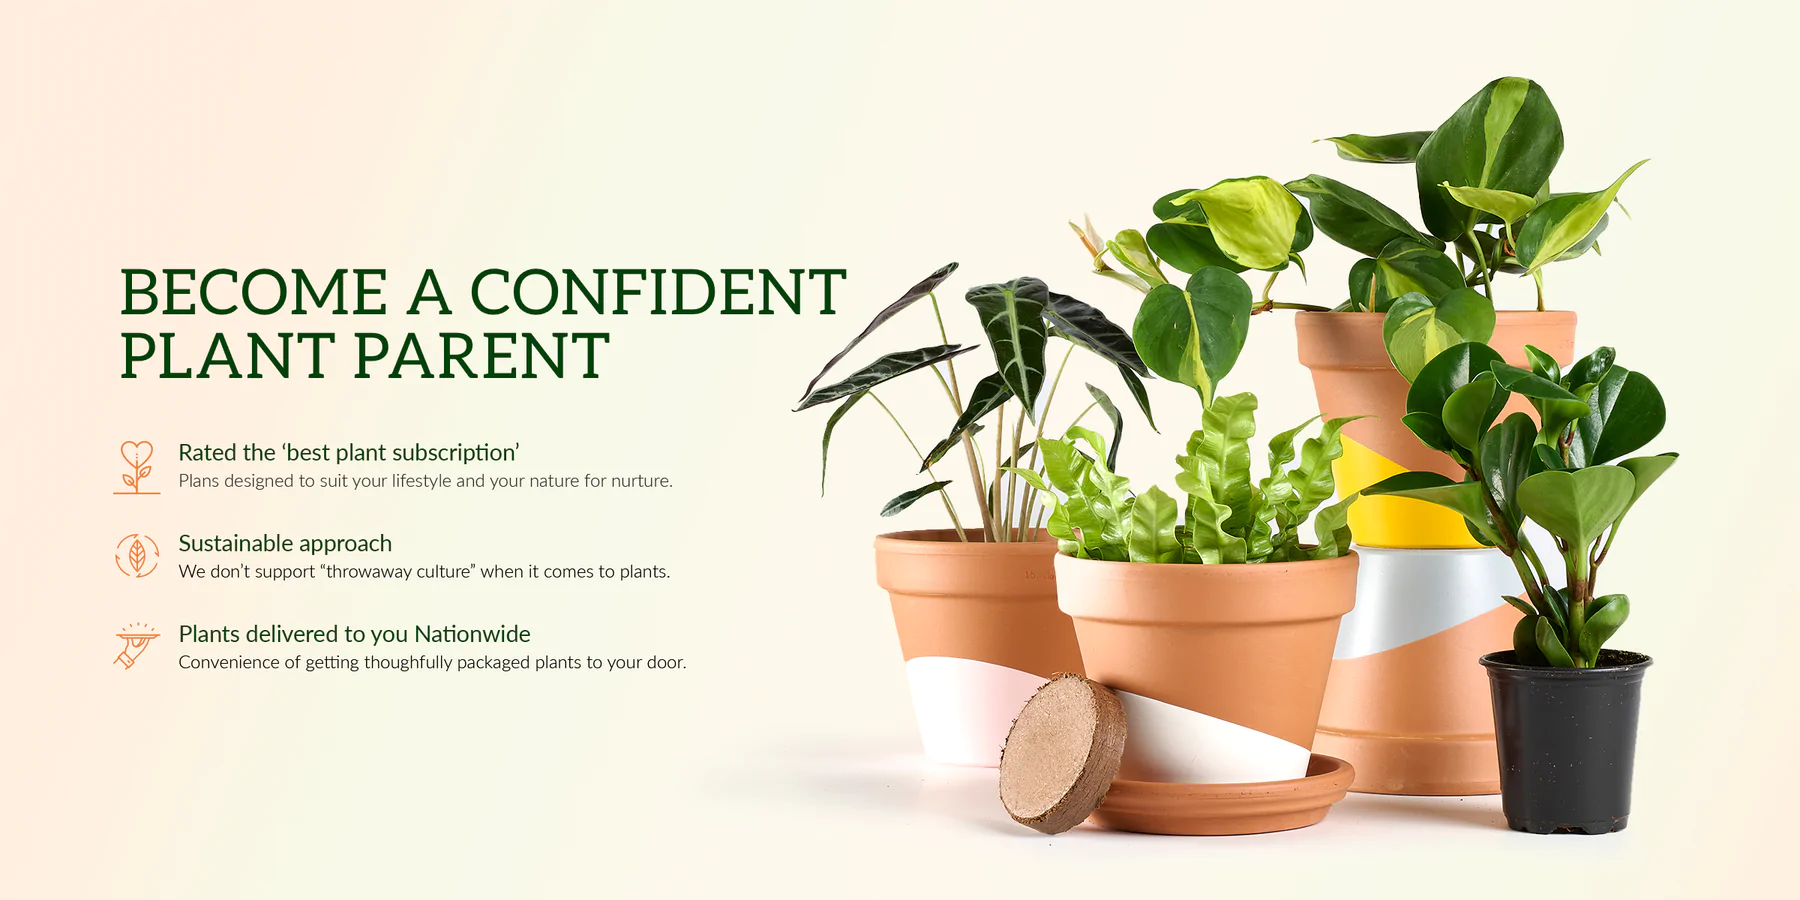 BECOME A CONFIDENT
PLANT PARENT
Rated the ‘best plant subscription’
Plans designed to suit your lifestyle and your nature for nurture.
Sustainable approach
We don’t support “throwaway culture” when it comes to plants.
Plants delivered to you Nationwide
Convenience of getting thoughfully packaged plants to your door.